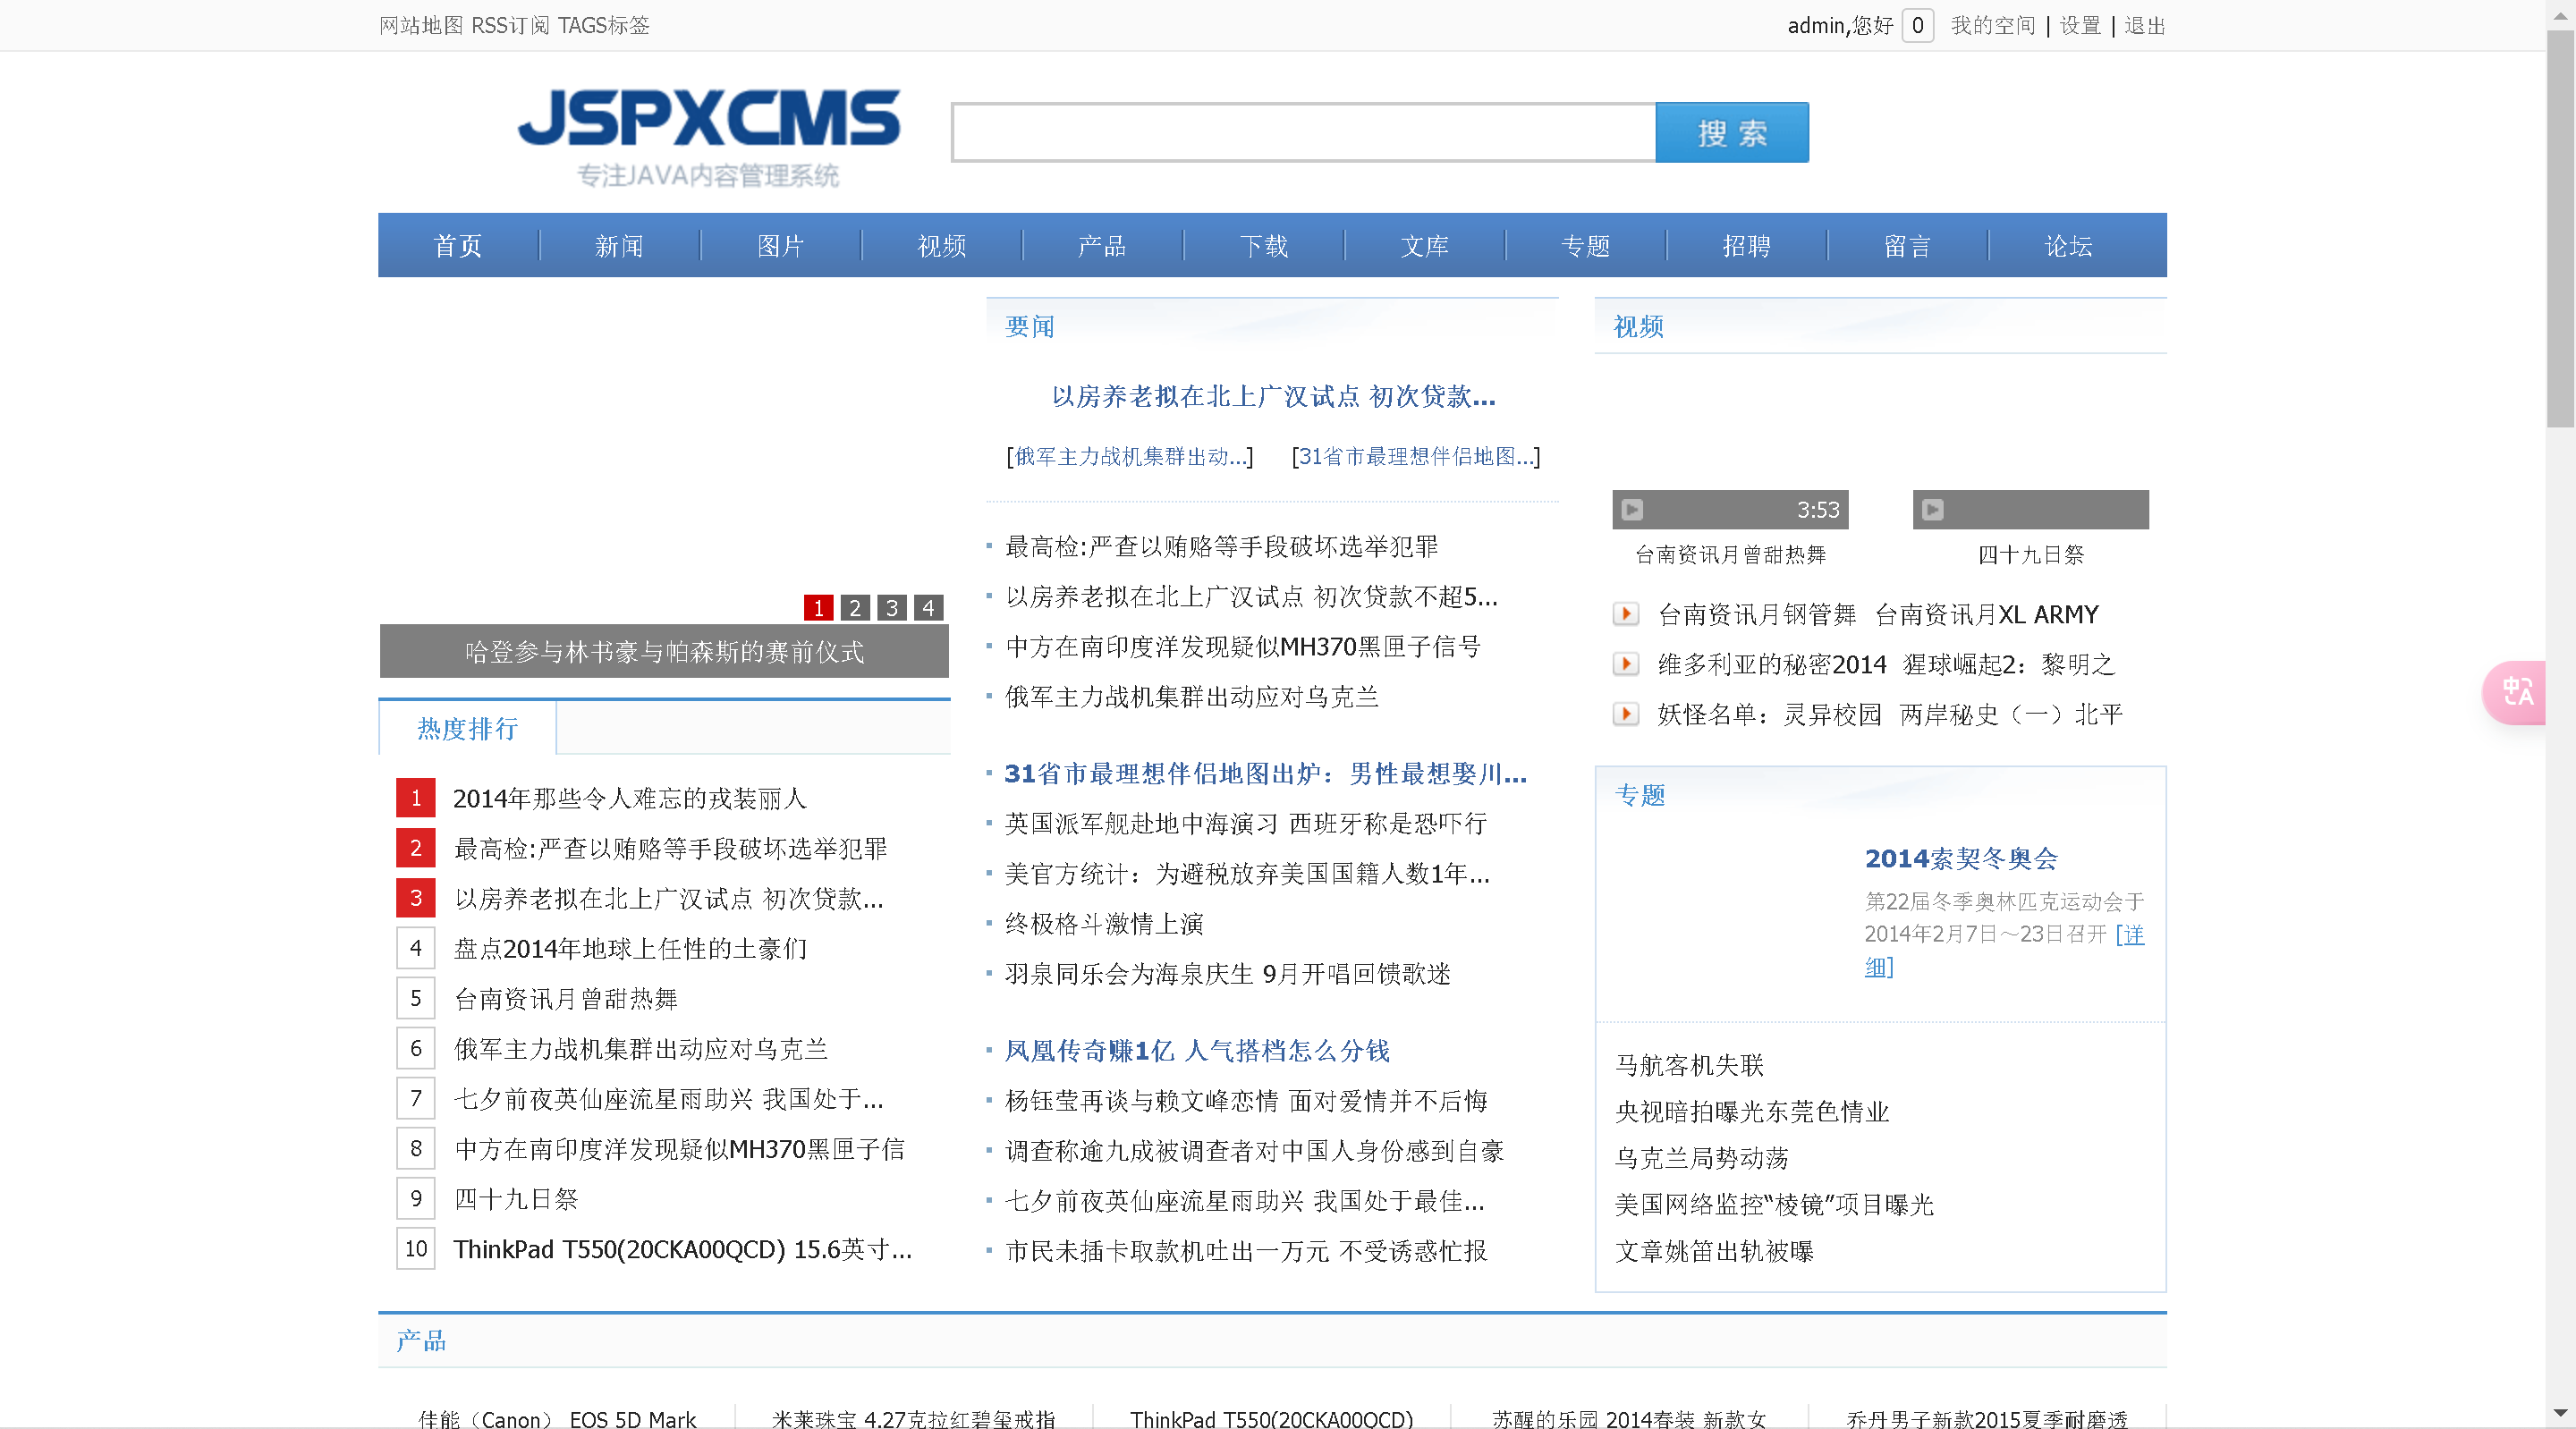 网站地图 RSS订阅 TAGS标签
admin,您好 0 我的空间 | 设置 | 退出
JSPXCMS
专注JAVA内容管理系统
搜 索
首页 新闻 图片 视频 产品 下载 文库 专题 招聘 留言 论坛
1 2 3 4
哈登参与林书豪与帕森斯的赛前仪式
热度排行
1 2014年那些令人难忘的戎装丽人
2 最高检:严查以贿赂等手段破坏选举犯罪
3 以房养老拟在北上广汉试点 初次贷款...
4 盘点2014年地球上任性的土豪们
5 台南资讯月曾甜热舞
6 俄军主力战机集群出动应对乌克兰
7 七夕前夜英仙座流星雨助兴 我国处于...
8 中方在南印度洋发现疑似MH370黑匣子信
9 四十九日祭
10 ThinkPad T550(20CKA00QCD) 15.6英寸...
要闻
以房养老拟在北上广汉试点 初次贷款...
[俄军主力战机集群出动...] [31省市最理想伴侣地图...]
最高检:严查以贿赂等手段破坏选举犯罪
以房养老拟在北上广汉试点 初次贷款不超5...
中方在南印度洋发现疑似MH370黑匣子信号
俄军主力战机集群出动应对乌克兰
31省市最理想伴侣地图出炉：男性最想娶川...
英国派军舰赴地中海演习 西班牙称是恐吓行
美官方统计：为避税放弃美国国籍人数1年...
终极格斗激情上演
羽泉同乐会为海泉庆生 9月开唱回馈歌迷
凤凰传奇赚1亿 人气搭档怎么分钱
杨钰莹再谈与赖文峰恋情 面对爱情并不后悔
调查称逾九成被调查者对中国人身份感到自豪
七夕前夜英仙座流星雨助兴 我国处于最佳...
市民未插卡取款机吐出一万元 不受诱惑忙报
视频
3:53
台南资讯月曾甜热舞 四十九日祭
台南资讯月钢管舞 台南资讯月XL ARMY
维多利亚的秘密2014 猩球崛起2：黎明之
妖怪名单：灵异校园 两岸秘史（一）北平
专题
2014索契冬奥会
第22届冬季奥林匹克运动会于
2014年2月7日～23日召开 [详
细]
马航客机失联
央视暗拍曝光东莞色情业
乌克兰局势动荡
美国网络监控“棱镜”项目曝光
文章姚笛出轨被曝
中A
产品
佳能（Canon） EOS 5D Mark
米莱珠宝 4.27克拉红碧玺戒指
ThinkPad T550(20CKA00QCD)
苏醒的乐园 2014春装 新款女
乔丹男子新款2015夏季耐磨透